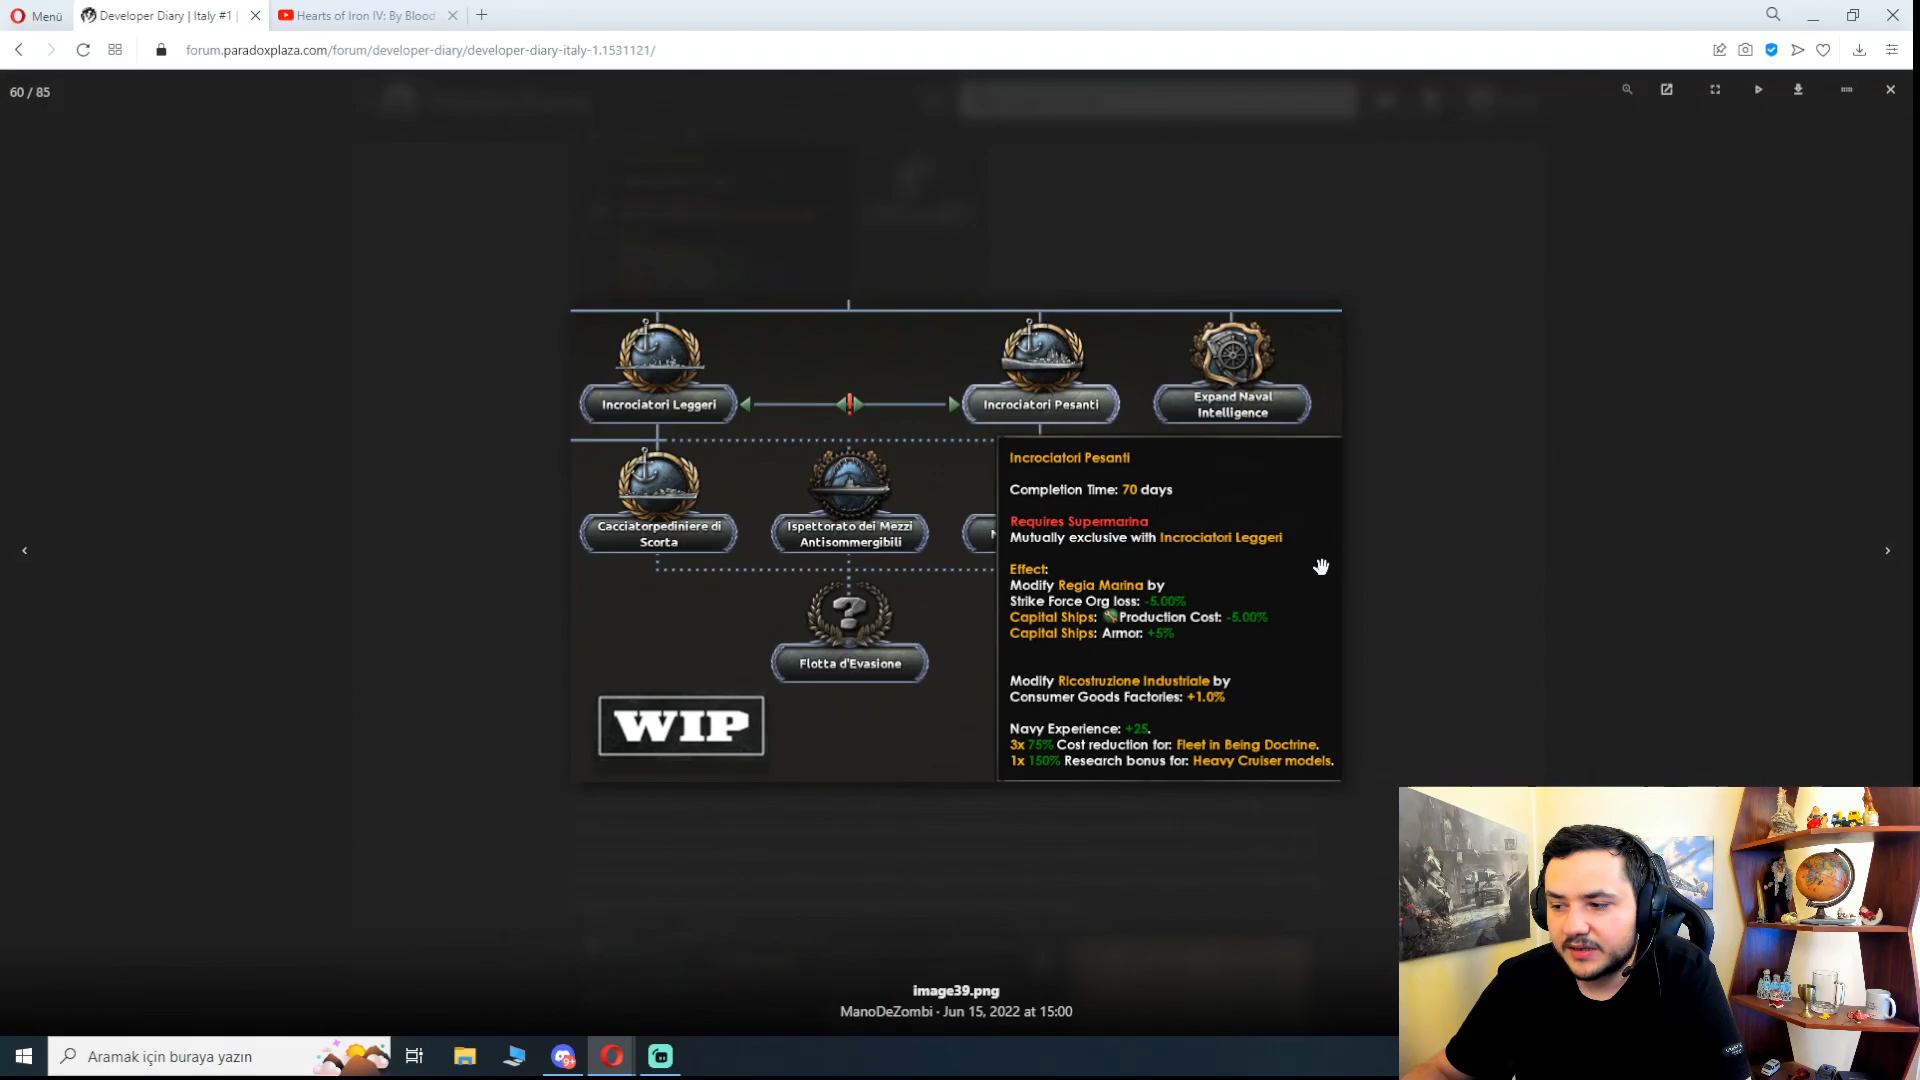 Menü
Developer Diary | Italy #1 |
Hearts of Iron IV: By Blood
forum.paradoxplaza.com/forum/developer-diary/developer-diary-italy-1.1531121/
60 / 85
Incrociatori Leggeri
Incrociatori Pesanti
Expand Naval
Intelligence
Cacciatorpediniere di
Scorta
Ispettorato dei Mezzi
Antisommergibili
Flotta d'Evasione
WIP
Incrociatori Pesanti
Completion Time: 70 days
Requires Supermarina
Mutually exclusive with Incrociatori Leggeri
Effect:
Modify Regia Marina by
Strike Force Org loss: -5.00%
Capital Ships: Production Cost: -5.00%
Capital Ships: Armor: +5%
Modify Ricostruzione Industriale by
Consumer Goods Factories: +1.0%
Navy Experience: +25.
3x 75% Cost reduction for: Fleet in Being Doctrine.
1x 150% Research bonus for: Heavy Cruiser models.
image39.png
ManoDeZombi · Jun 15, 2022 at 15:00
Aramak için buraya yazın
9+